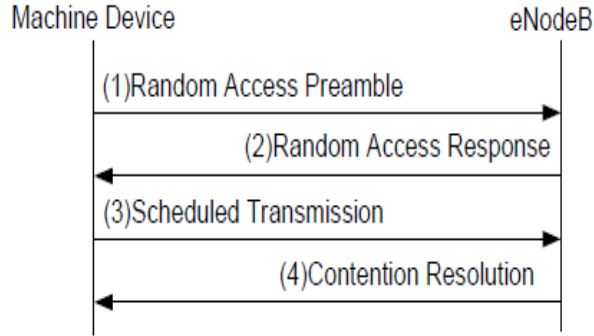 Machine Device
eNodeB
(1)Random Access Preamble
(2)Random Access Response
(3)Scheduled Transmission
(4)Contention Resolution